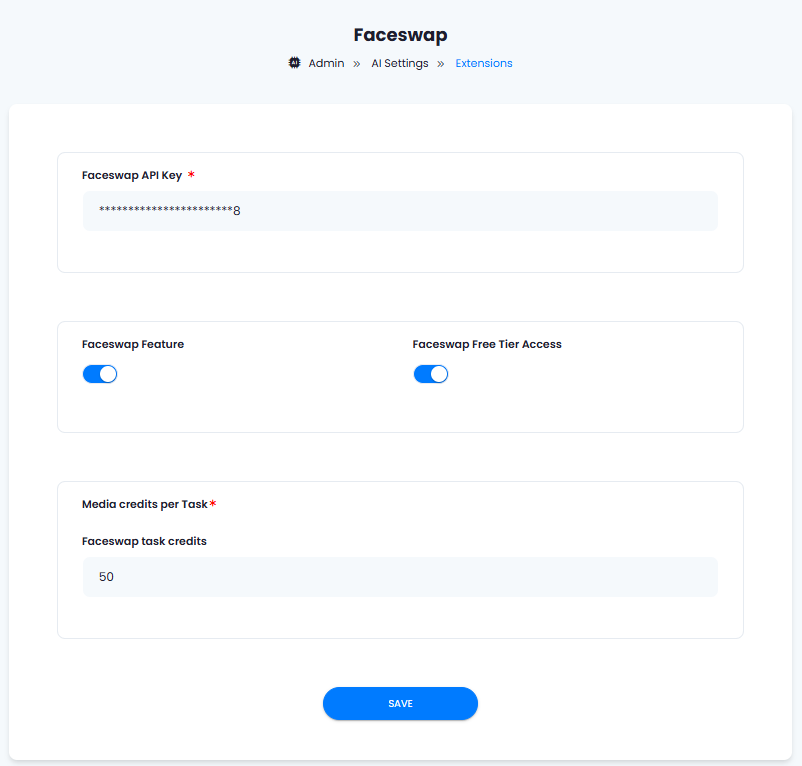 Faceswap
Admin » AI Settings » Extensions
Faceswap API Key *
***********************8
Faceswap Feature Faceswap Free Tier Access
Media credits per Task*
Faceswap task credits
50
SAVE